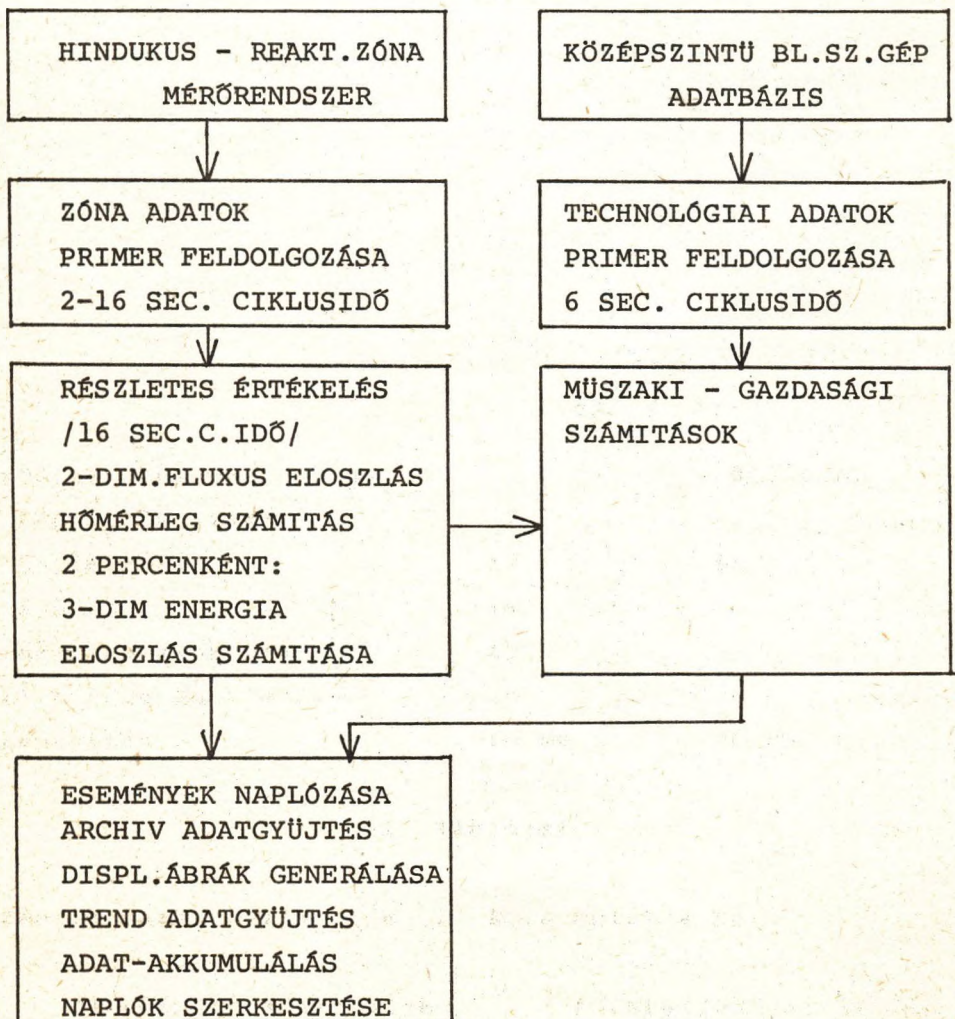 HINDUKUS - REAKT.ZÓNA
MÉRŐRENDSZER
KÖZÉPSZINTÜ BL.SZ.GÉP
ADATBÁZIS
ZÓNA ADATOK
PRIMER FELDOLGOZÁSA
2-16 SEC. CIKLUSIDŐ
TECHNOLÓGIAI ADATOK
PRIMER FELDOLGOZÁSA
6 SEC. CIKLUSIDŐ
RÉSZLETES ÉRTÉKELÉS
/16 SEC.C.IDŐ/
2-DIM.FLUXUS ELOSZLÁS
HŐMÉRLEG SZÁMITÁS
2 PERCENKÉNT:
3-DIM ENERGIA
ELOSZLÁS SZÁMITÁSA
MÜSZAKI - GAZDASÁGI
SZÁMITÁSOK
ESEMÉNYEK NAPLÓZÁSA
ARCHIV ADATGYÜJTÉS
DISPL.ÁBRÁK GENERÁLÁSA
TREND ADATGYÜJTÉS
ADAT-AKKUMULÁLÁS
NAPLÓK SZERKESZTÉSE